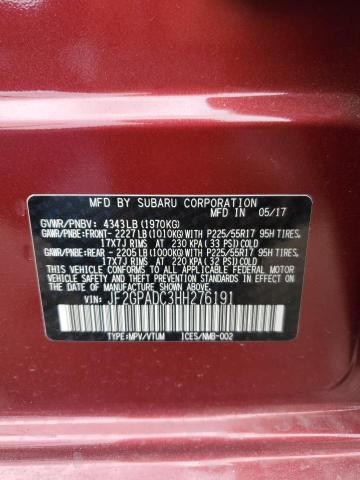 MFD BY SUBARU CORPORATION
MFD IN 05/17
GVWR/PNBV: 4343LB (1970KG)
GAWR/PNBE:FRONT- 2227LB(1010KG)WITH P225/55R17 95H TIRES,
17X7J RIMS AT 230 KPA (33 PSI)COLD
GAWR/PNBE:REAR- 2205LB(1000KG)WITH P225/55R17 95H TIRES,
17X7J RIMS AT 220 KPA (32 PSI)COLD
THIS VEHICLE CONFORMS TO ALL APPLICABLE FEDERAL MOTOR
VEHICLE SAFETY, BUMPER, AND THEFT PREVENTION STANDARDS
IN EFFECT ON THE DATE OF MANUFACTURE SHOWN ABOVE.
JF2GPADC3HH276191
TYPE:MPV/VTUM ICES/NMB-002